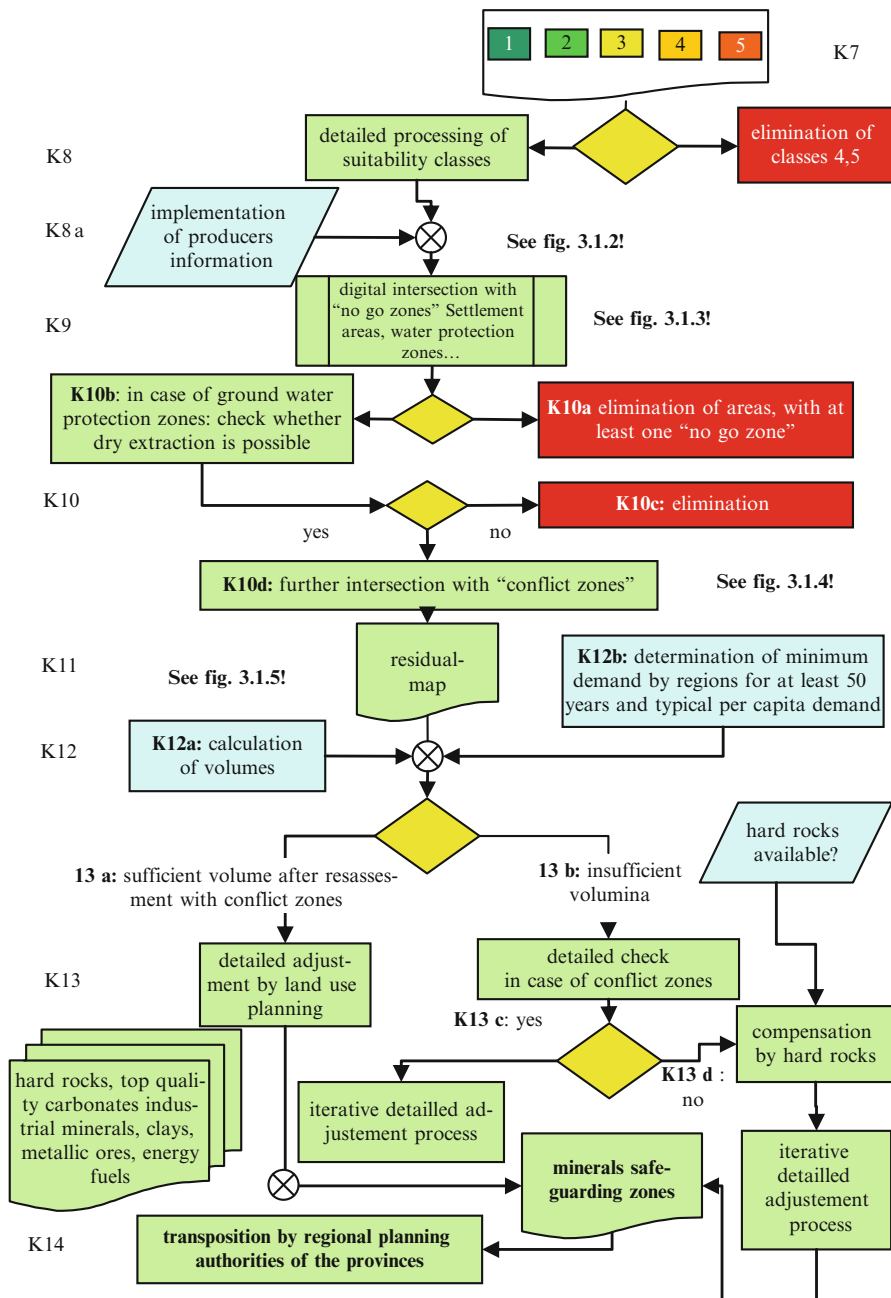 1 2 3 4 5
K7
K8
detailed processing of
suitability classes
elimination of
classes 4,5
K8 a
implementation
of producers
information
See fig. 3.1.2!
K9
digital intersection with
“no go zones” Settlement
areas, water protection
zones…
See fig. 3.1.3!
K10b: in case of ground water
protection zones: check whether
dry extraction is possible
K10a elimination of areas, with at
least one “no go zone”
K10
K10c: elimination
yes
no
K10d: further intersection with “conflict zones”
See fig. 3.1.4!
K11
See fig. 3.1.5!
residual-
map
K12b: determination of minimum
demand by regions for at least 50
years and typical per capita demand
K12
K12a: calculation
of volumes
hard rocks
available?
13 a: sufficient volume after resasses-
ment with conflict zones
13 b: insufficient
volumina
K13
detailed adjust-
ment by land use
planning
detailed check
in case of conflict zones
K13 c: yes
K13 d :
no
compensation
by hard rocks
hard rocks, top quali-
ty carbonates indus-
trial minerals, clays,
metallic ores, energy
fuels
iterative detailled ad-
justement process
iterative
detailled
adjustement
process
minerals safe-
guarding zones
K14
transposition by regional planning
authorities of the provinces